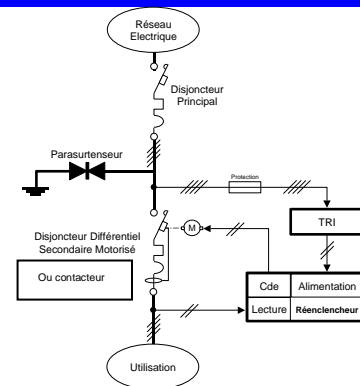 Réseau
Electrique
Disjoncteur
Principal
Parasurtenseur
Protection
TRI
Disjoncteur Différentiel
Secondaire Motorisé
M
Ou contacteur
Cde
Alimentation
Lecture
Réenclencheur
Utilisation